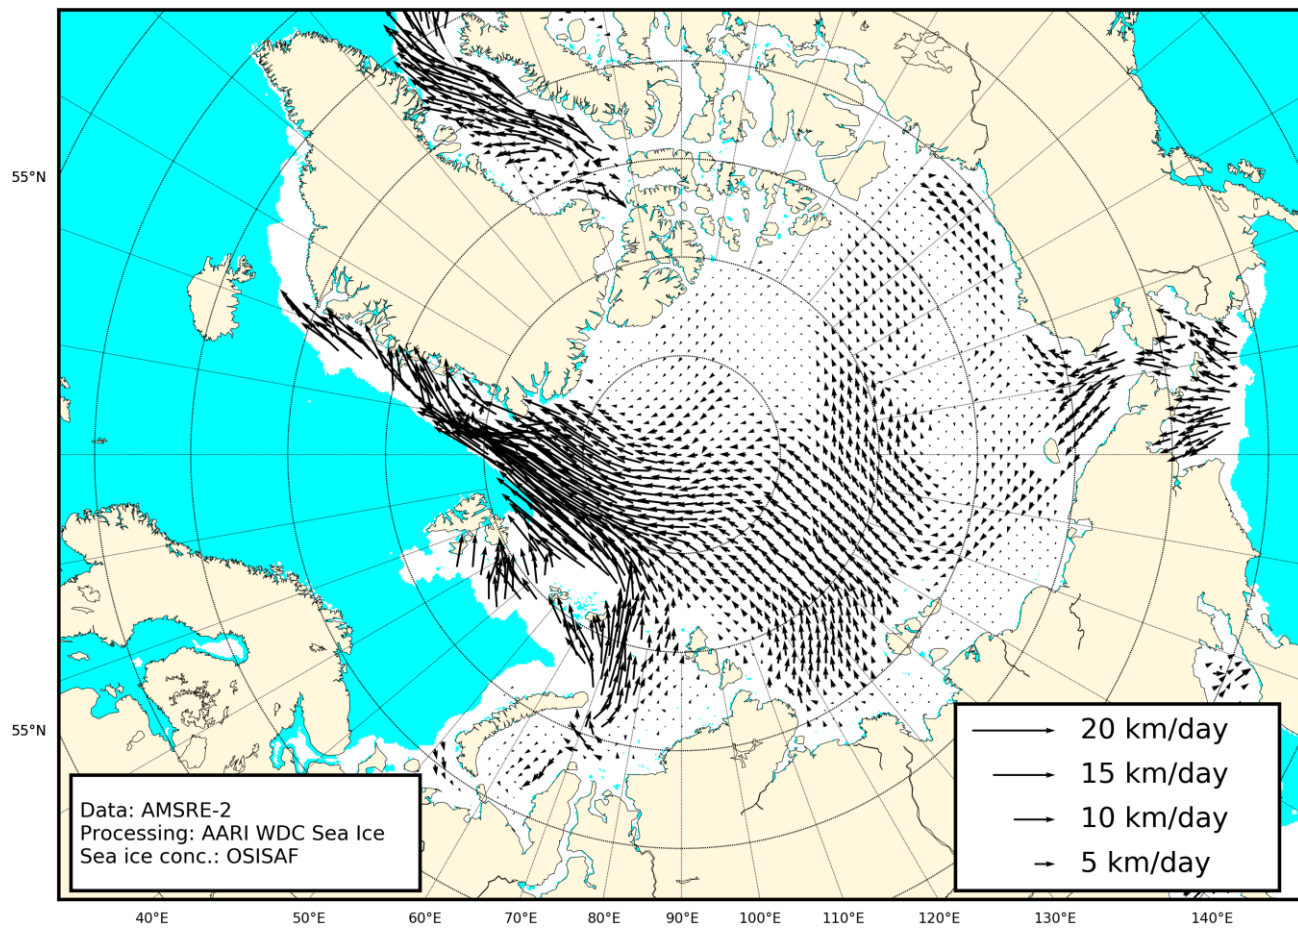 55°N
55°N
Data: AMSRE-2
Processing: AARI WDC Sea Ice
Sea ice conc.: OSISAF
20 km/day
15 km/day
10 km/day
5 km/day
40°E 50°E 60°E 70°E 80°E 90°E 100°E 110°E 120°E 130°E 140°E